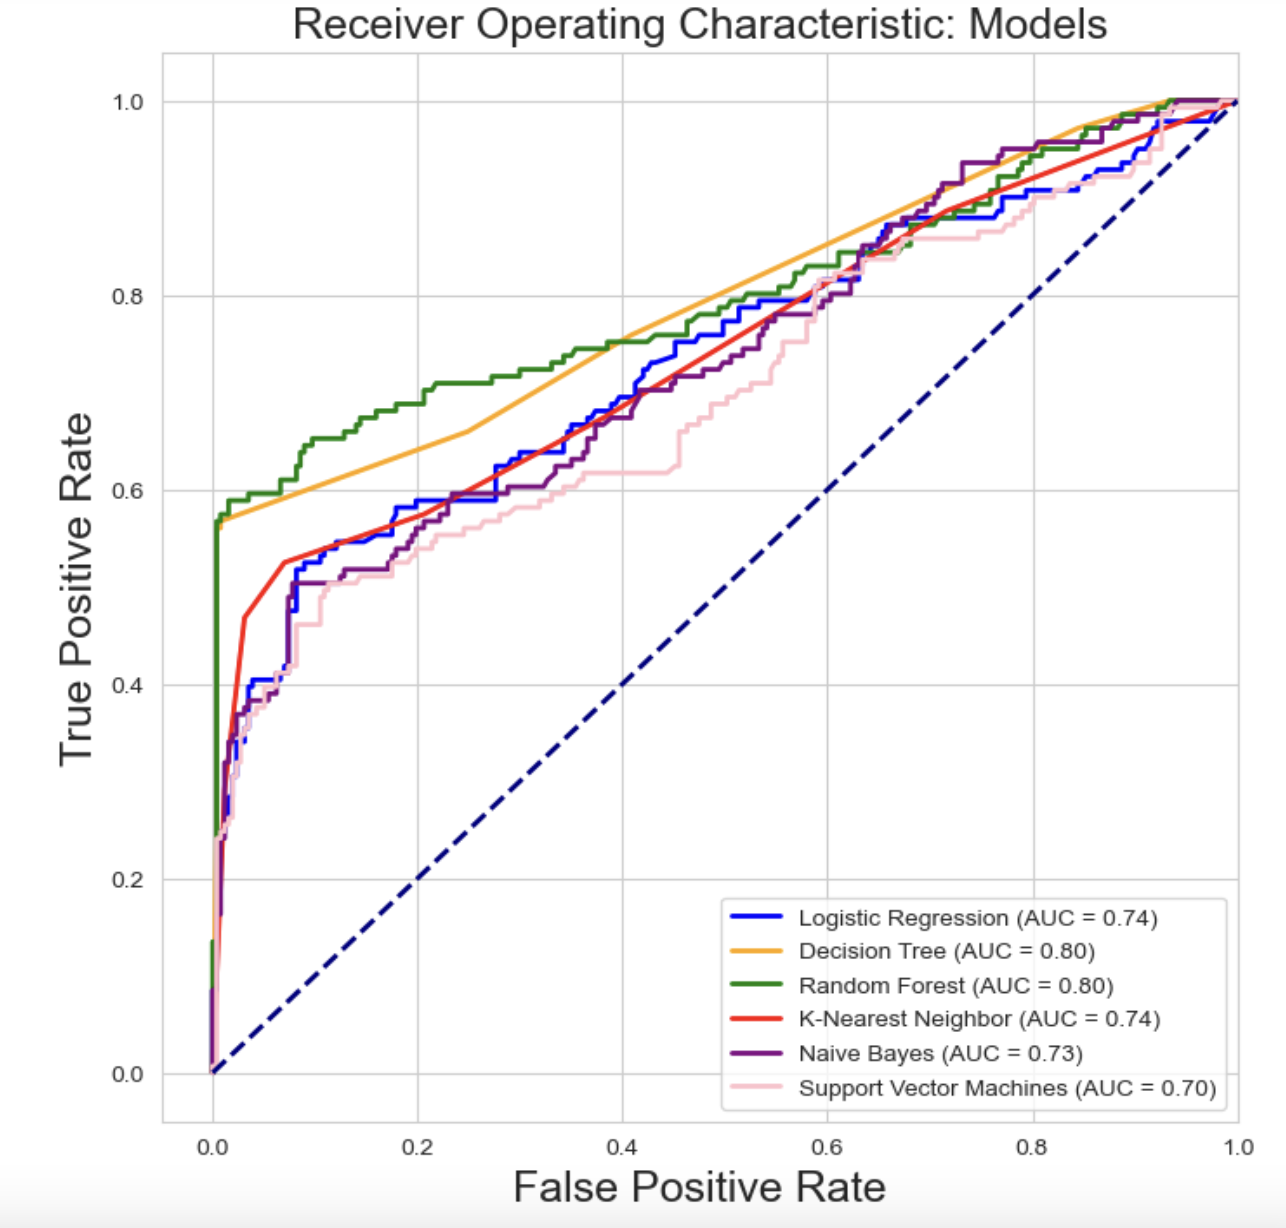 Receiver Operating Characteristic: Models
1.0
0.8
0.6
0.4
0.2
0.0
True Positive Rate
Logistic Regression (AUC = 0.74)
Decision Tree (AUC = 0.80)
Random Forest (AUC = 0.80)
K-Nearest Neighbor (AUC = 0.74)
Naive Bayes (AUC = 0.73)
Support Vector Machines (AUC = 0.70)
0.0 0.2 0.4 0.6 0.8 1.0
False Positive Rate